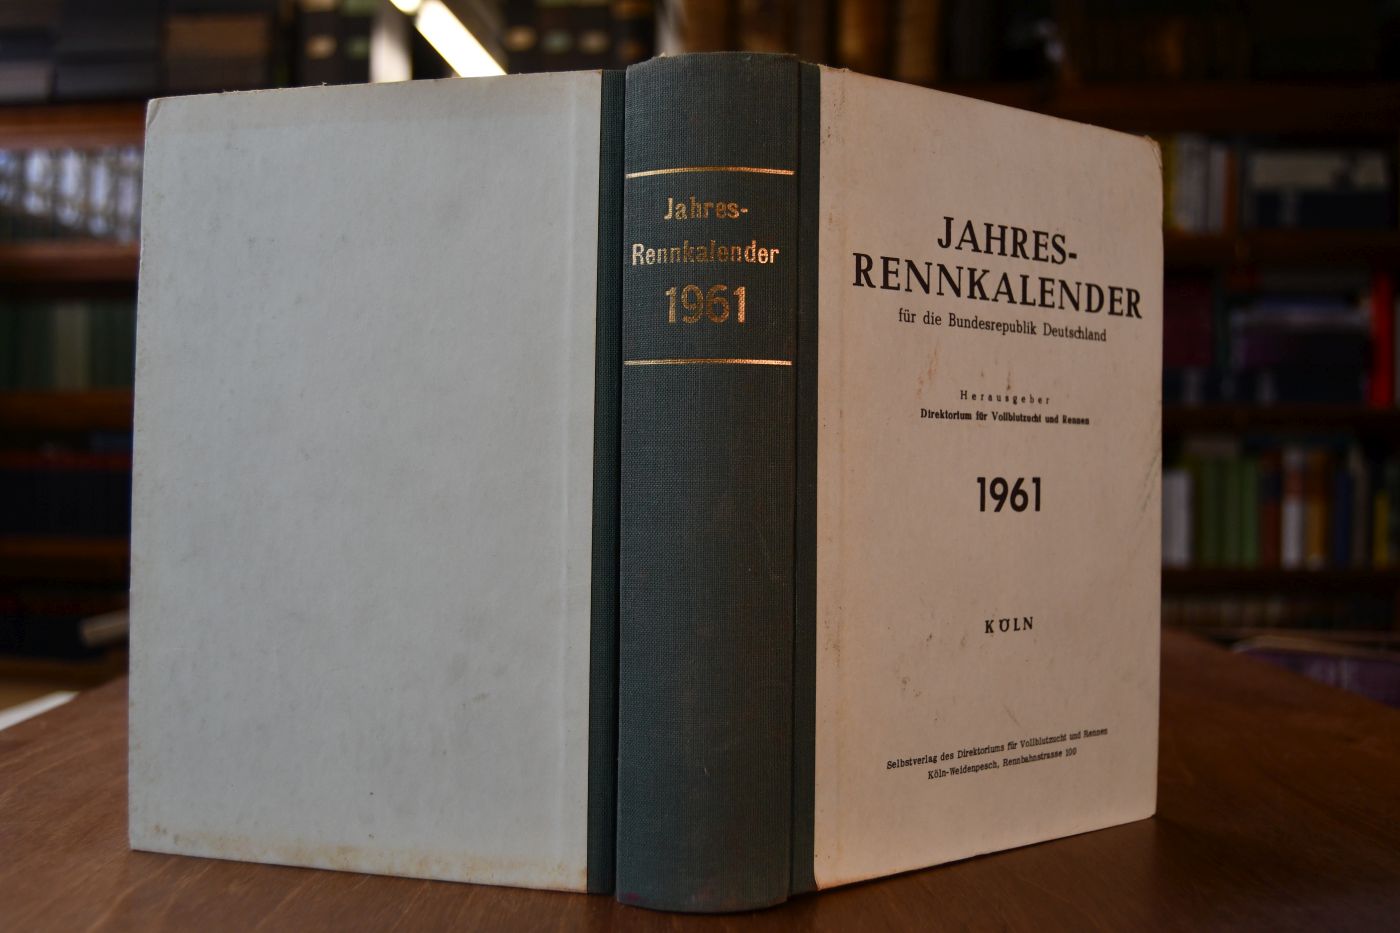 Jahres-
Rennkalender
1961
JAHRES-
RENNKALENDER
für die Bundesrepublik Deutschland
Herausgeber
Direktorium für Vollblutzucht und Rennen
1961
KÖLN
Selbstverlag des Direktoriums für Vollblutzucht und Rennen
Köln-Weidenpesch, Rennbahnstrasse 100